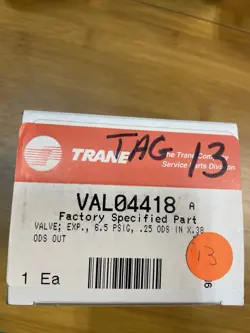 TAG 13
TRANE
The Trane Company
Service Parts Division
VAL04418 A
Factory Specified Part
VALVE; EXP., 6.5 PSIG, .25 ODS IN X.38
ODS OUT
1 Ea
13